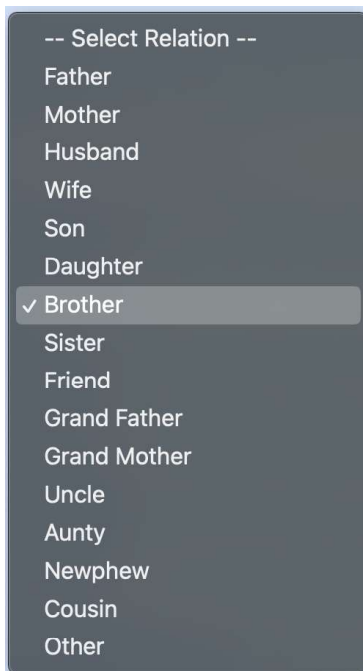 -- Select Relation --
Father
Mother
Husband
Wife
Son
Daughter
✓ Brother
Sister
Friend
Grand Father
Grand Mother
Uncle
Aunty
Newphew
Cousin
Other